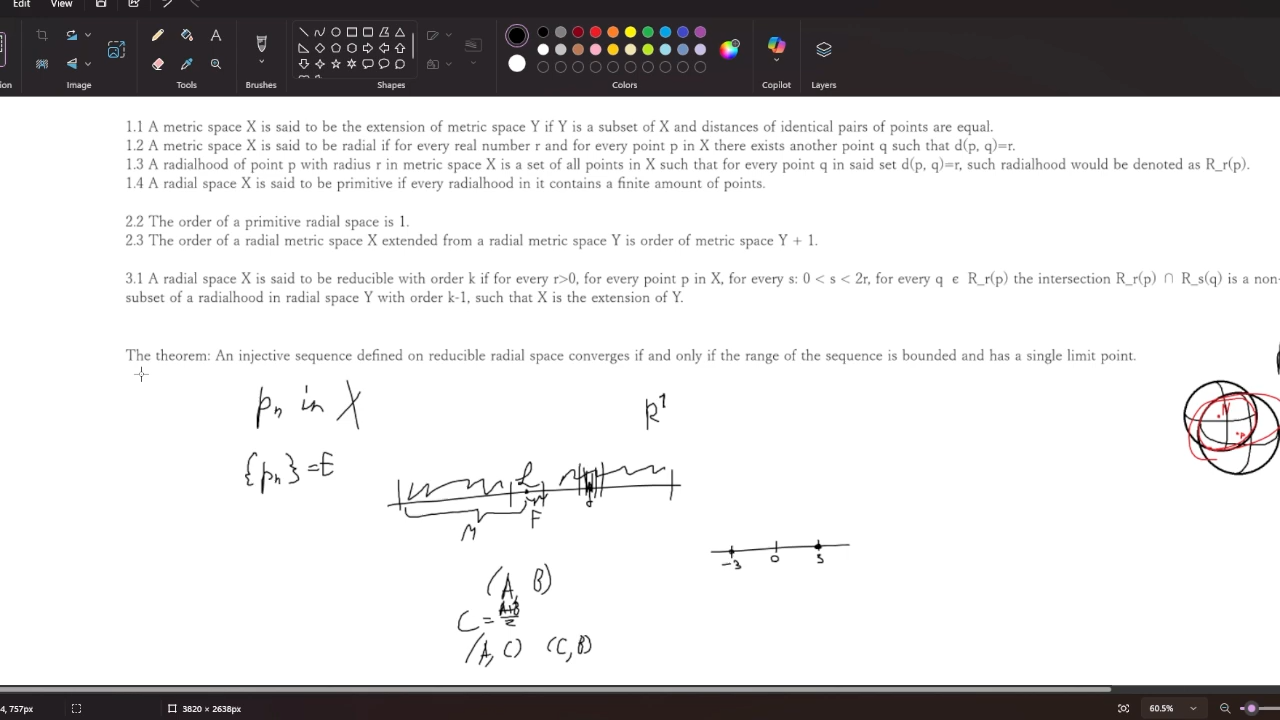 Edit View
Image Tools Brushes Shapes Colors Copilot Layers
1.1 A metric space X is said to be the extension of metric space Y if Y is a subset of X and distances of identical pairs of points are equal.
1.2 A metric space X is said to be radial if for every real number r and for every point p in X there exists another point q such that d(p, q)=r.
1.3 A radialhood of point p with radius r in metric space X is a set of all points in X such that for every point q in said set d(p, q)=r, such radialhood would be denoted as R_r(p).
1.4 A radial space X is said to be primitive if every radialhood in it contains a finite amount of points.
2.2 The order of a primitive radial space is 1.
2.3 The order of a radial metric space X extended from a radial metric space Y is order of metric space Y + 1.
3.1 A radial space X is said to be reducible with order k if for every r>0, for every point p in X, for every s: 0 < s < 2r, for every q ϵ R_r(p) the intersection R_r(p) ∩ R_s(q) is a non-
subset of a radialhood in radial space Y with order k-1, such that X is the extension of Y.
The theorem: An injective sequence defined on reducible radial space converges if and only if the range of the sequence is bounded and has a single limit point.
pn in X
R¹
{pn}=E
M
F
-3 0 5
(A, B)
C = A+B/2
(A, C) (C, B)
4, 757px
3820 × 2638px
60.5%